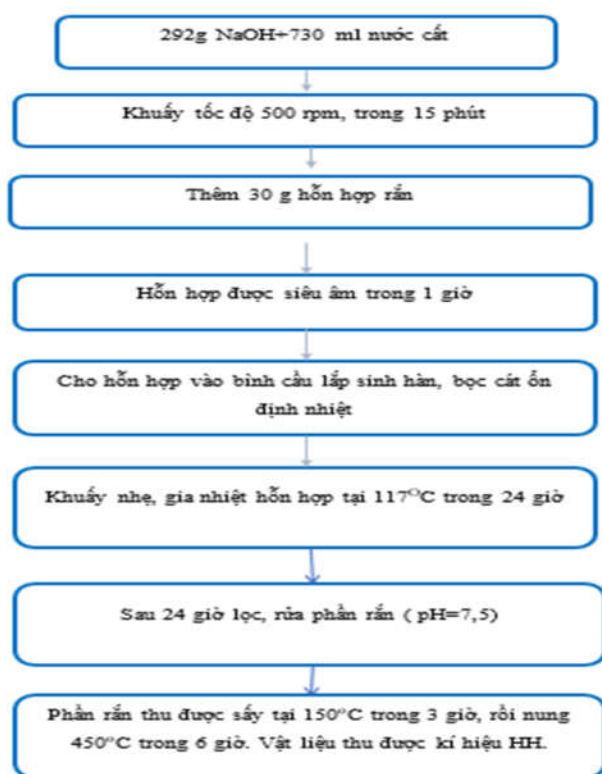 292g NaOH+730 ml nước cất
Khuấy tốc độ 500 rpm, trong 15 phút
Thêm 30 g hỗn hợp rắn
Hỗn hợp được siêu âm trong 1 giờ
Cho hỗn hợp vào bình cầu lắp sinh hàn, bọc cát ổn
định nhiệt
Khuấy nhẹ, gia nhiệt hỗn hợp tại 117°C trong 24 giờ
Sau 24 giờ lọc, rửa phần rắn ( pH=7,5)
Phần rắn thu được sấy tại 150°C trong 3 giờ, rồi nung
450°C trong 6 giờ. Vật liệu thu được kí hiệu HH.